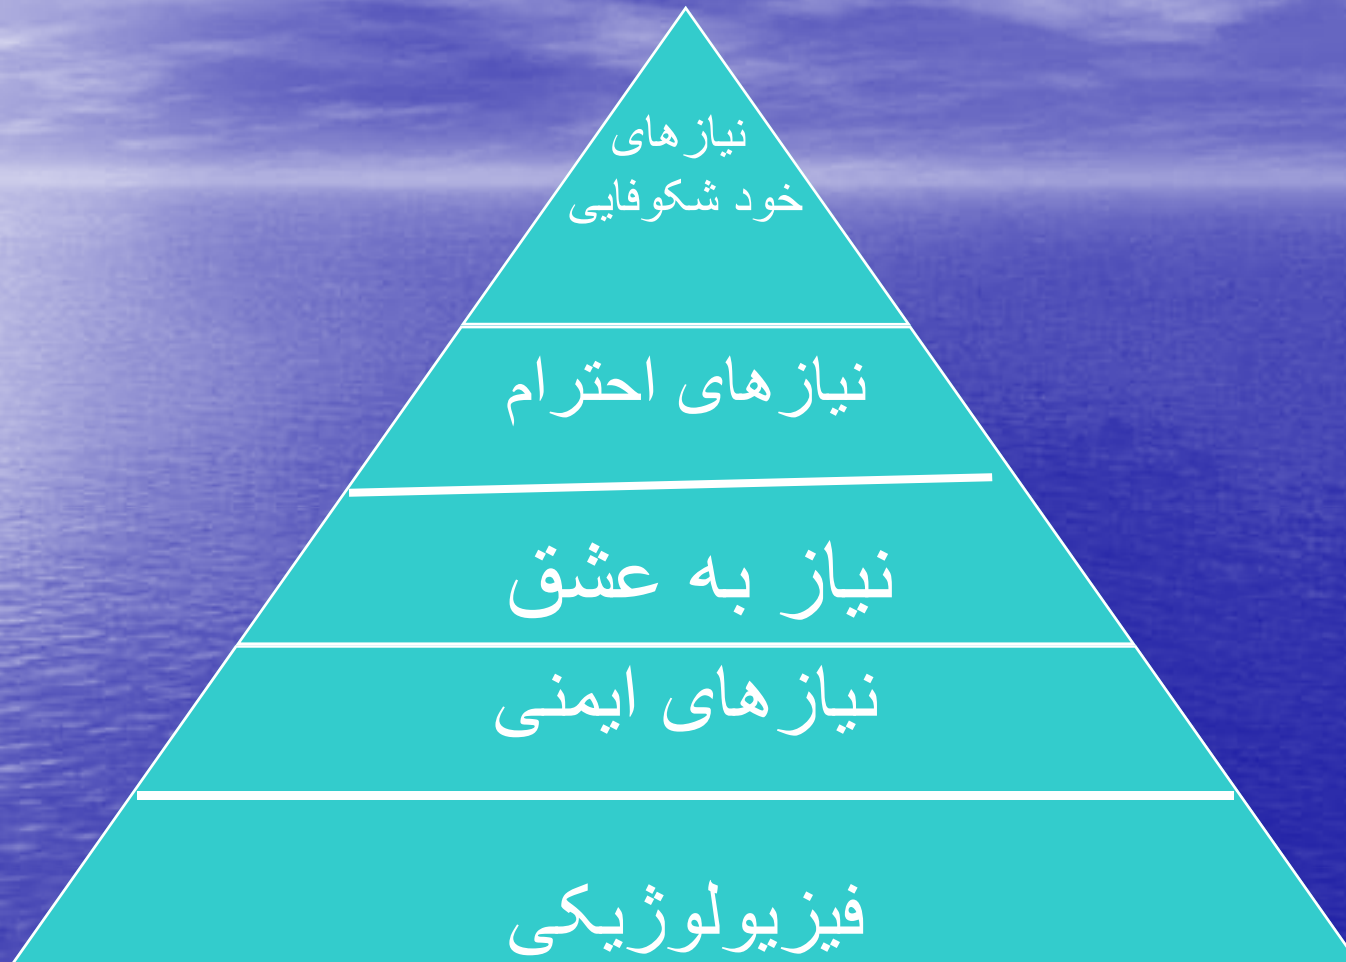 نیازهای
خود شکوفایی
نیازهای احترام
نیاز به عشق
نیازهای ایمنی
فیزیولوژیکی